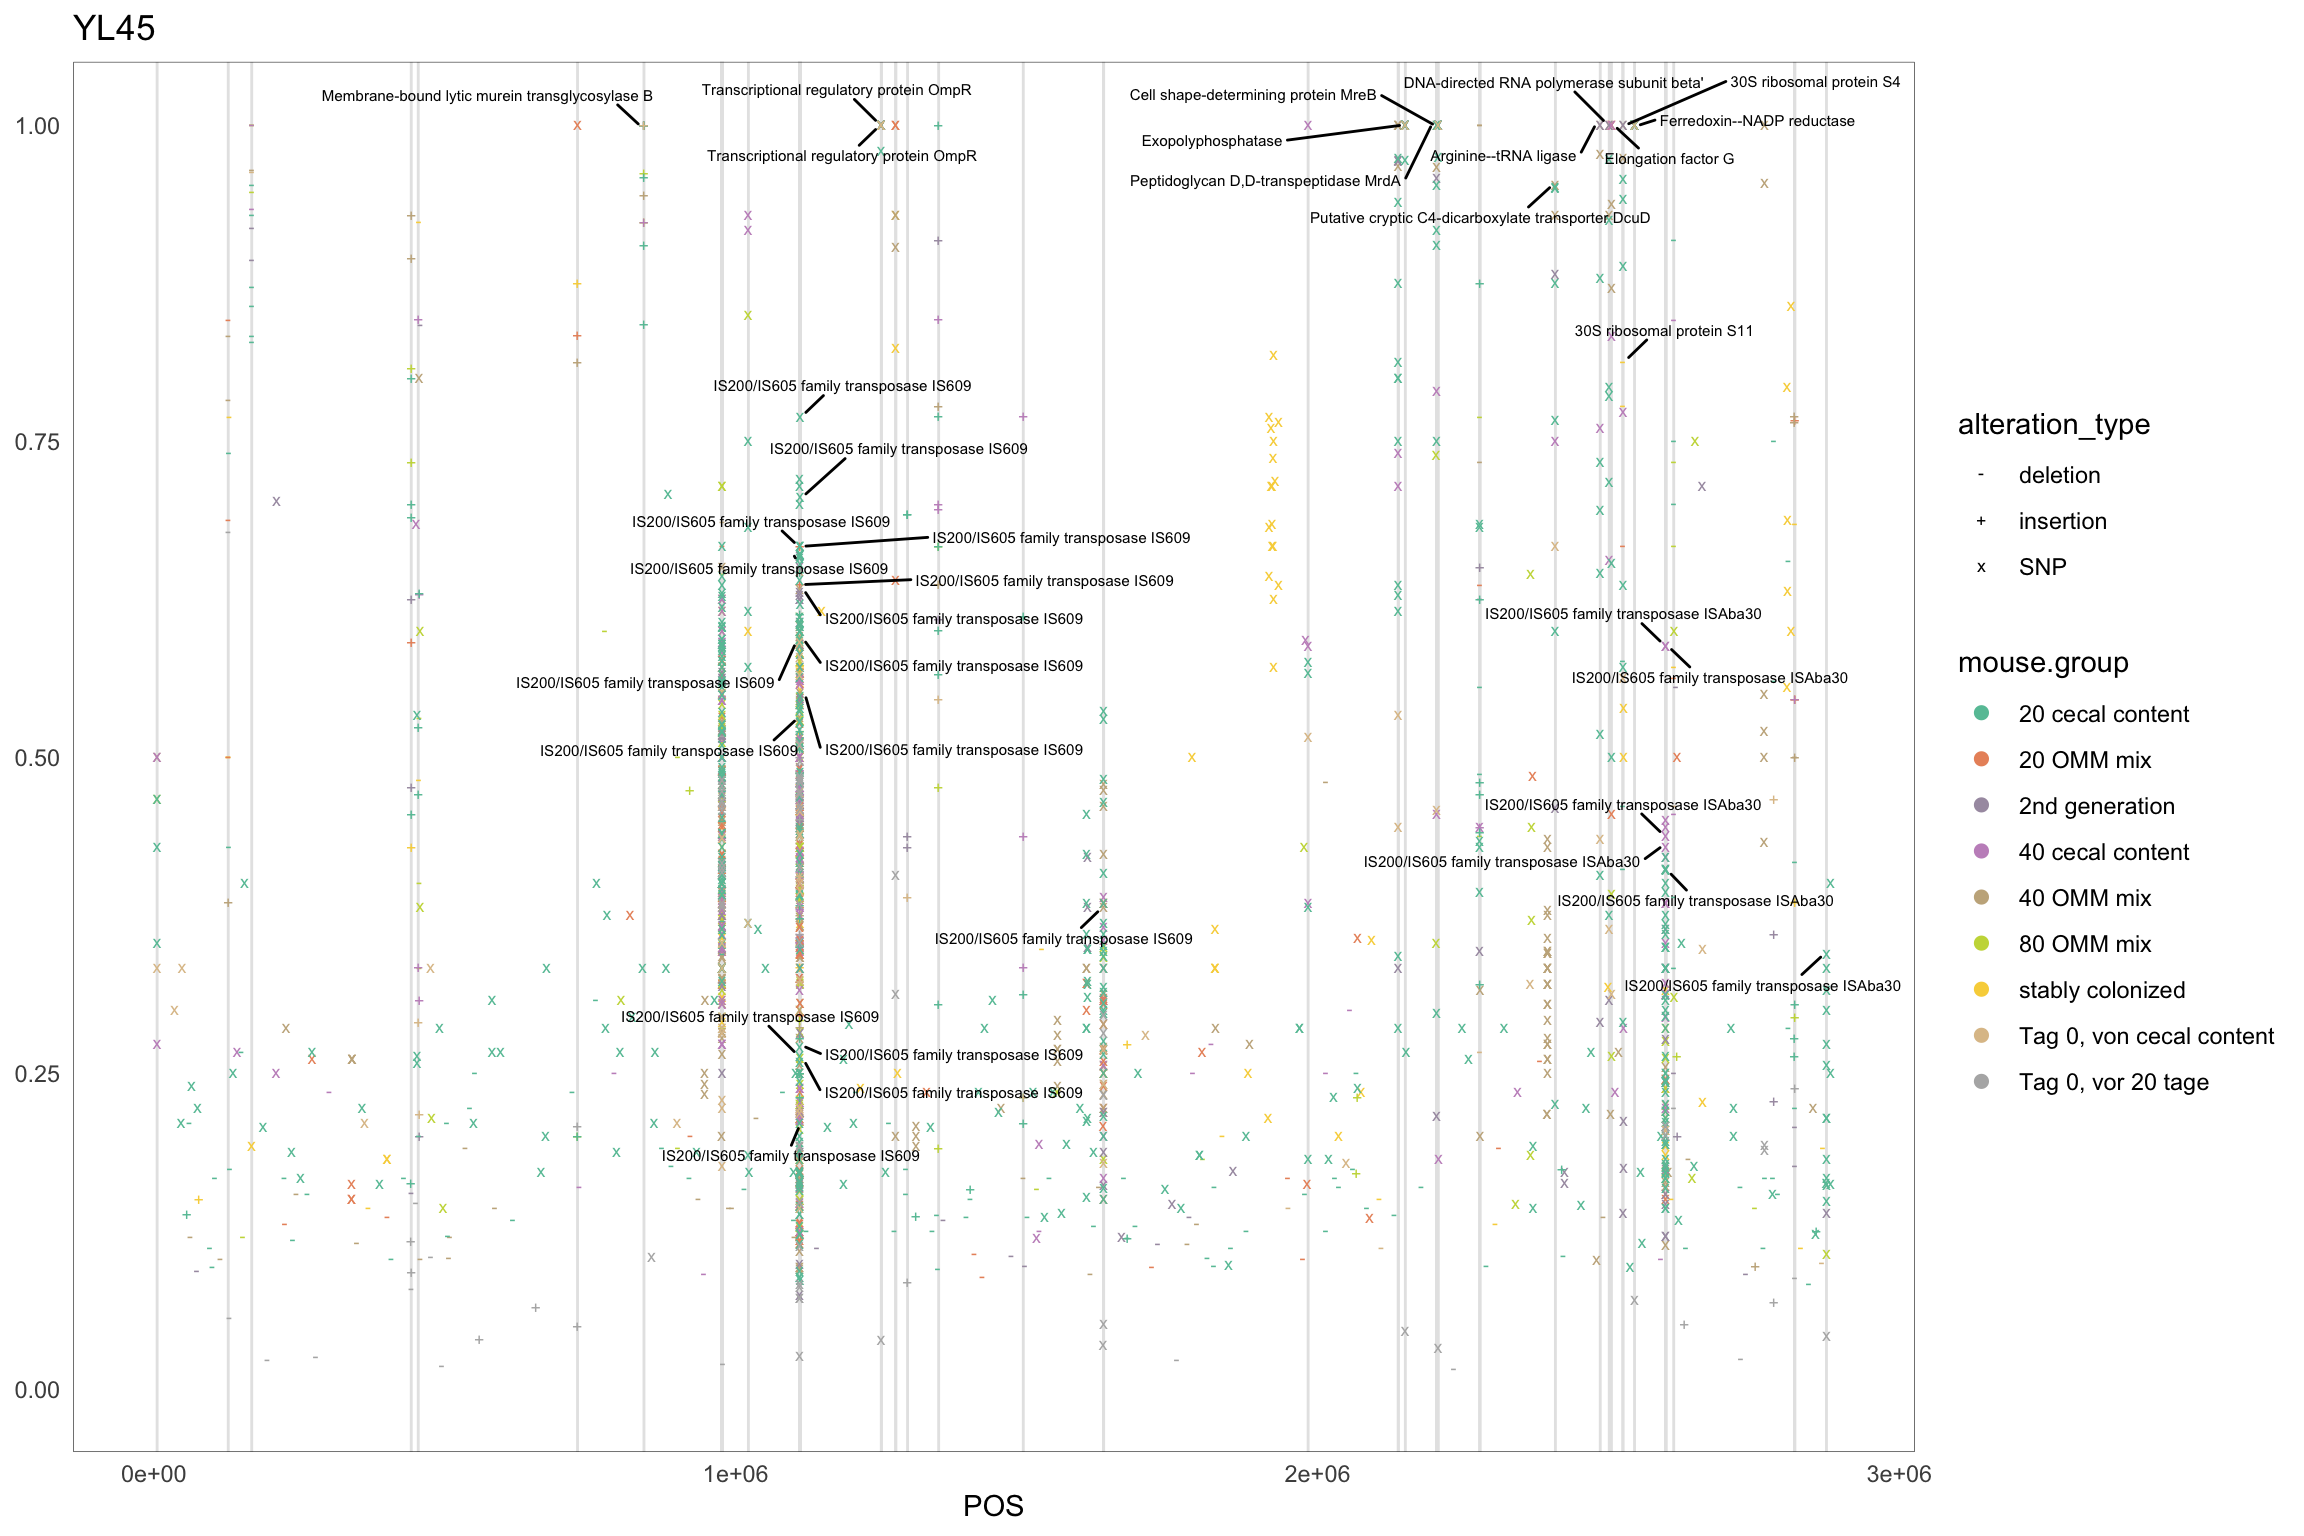 YL45
DNA-directed RNA polymerase subunit beta'
30S ribosomal protein S4
Transcriptional regulatory protein OmpR
Cell shape-determining protein MreB
Membrane-bound lytic murein transglycosylase B
1.00
Ferredoxin--NADP reductase
Exopolyphosphatase
Transcriptional regulatory protein OmpR
Arginine--tRNA ligase
Elongation factor G
Peptidoglycan D,D-transpeptidase MrdA
Putative cryptic C4-dicarboxylate transporter DcuD
30S ribosomal protein S11
IS200/IS605 family transposase IS609
0.75
IS200/IS605 family transposase IS609
IS200/IS605 family transposase IS609
IS200/IS605 family transposase IS609
IS200/IS605 family transposase IS609
IS200/IS605 family transposase IS609
IS200/IS605 family transposase ISAba30
IS200/IS605 family transposase IS609
IS200/IS605 family transposase IS609
IS200/IS605 family transposase ISAba30
IS200/IS605 family transposase IS609
IS200/IS605 family transposase IS609
IS200/IS605 family transposase IS609
0.50
IS200/IS605 family transposase ISAba30
IS200/IS605 family transposase ISAba30
IS200/IS605 family transposase ISAba30
IS200/IS605 family transposase IS609
IS200/IS605 family transposase ISAba30
IS200/IS605 family transposase IS609
IS200/IS605 family transposase IS609
0.25
IS200/IS605 family transposase IS609
IS200/IS605 family transposase IS609
0.00
0e+00
1e+06
2e+06
3e+06
POS
alteration_type
- deletion
+ insertion
x SNP
mouse.group
20 cecal content
20 OMM mix
2nd generation
40 cecal content
40 OMM mix
80 OMM mix
stably colonized
Tag 0, von cecal content
Tag 0, vor 20 tage